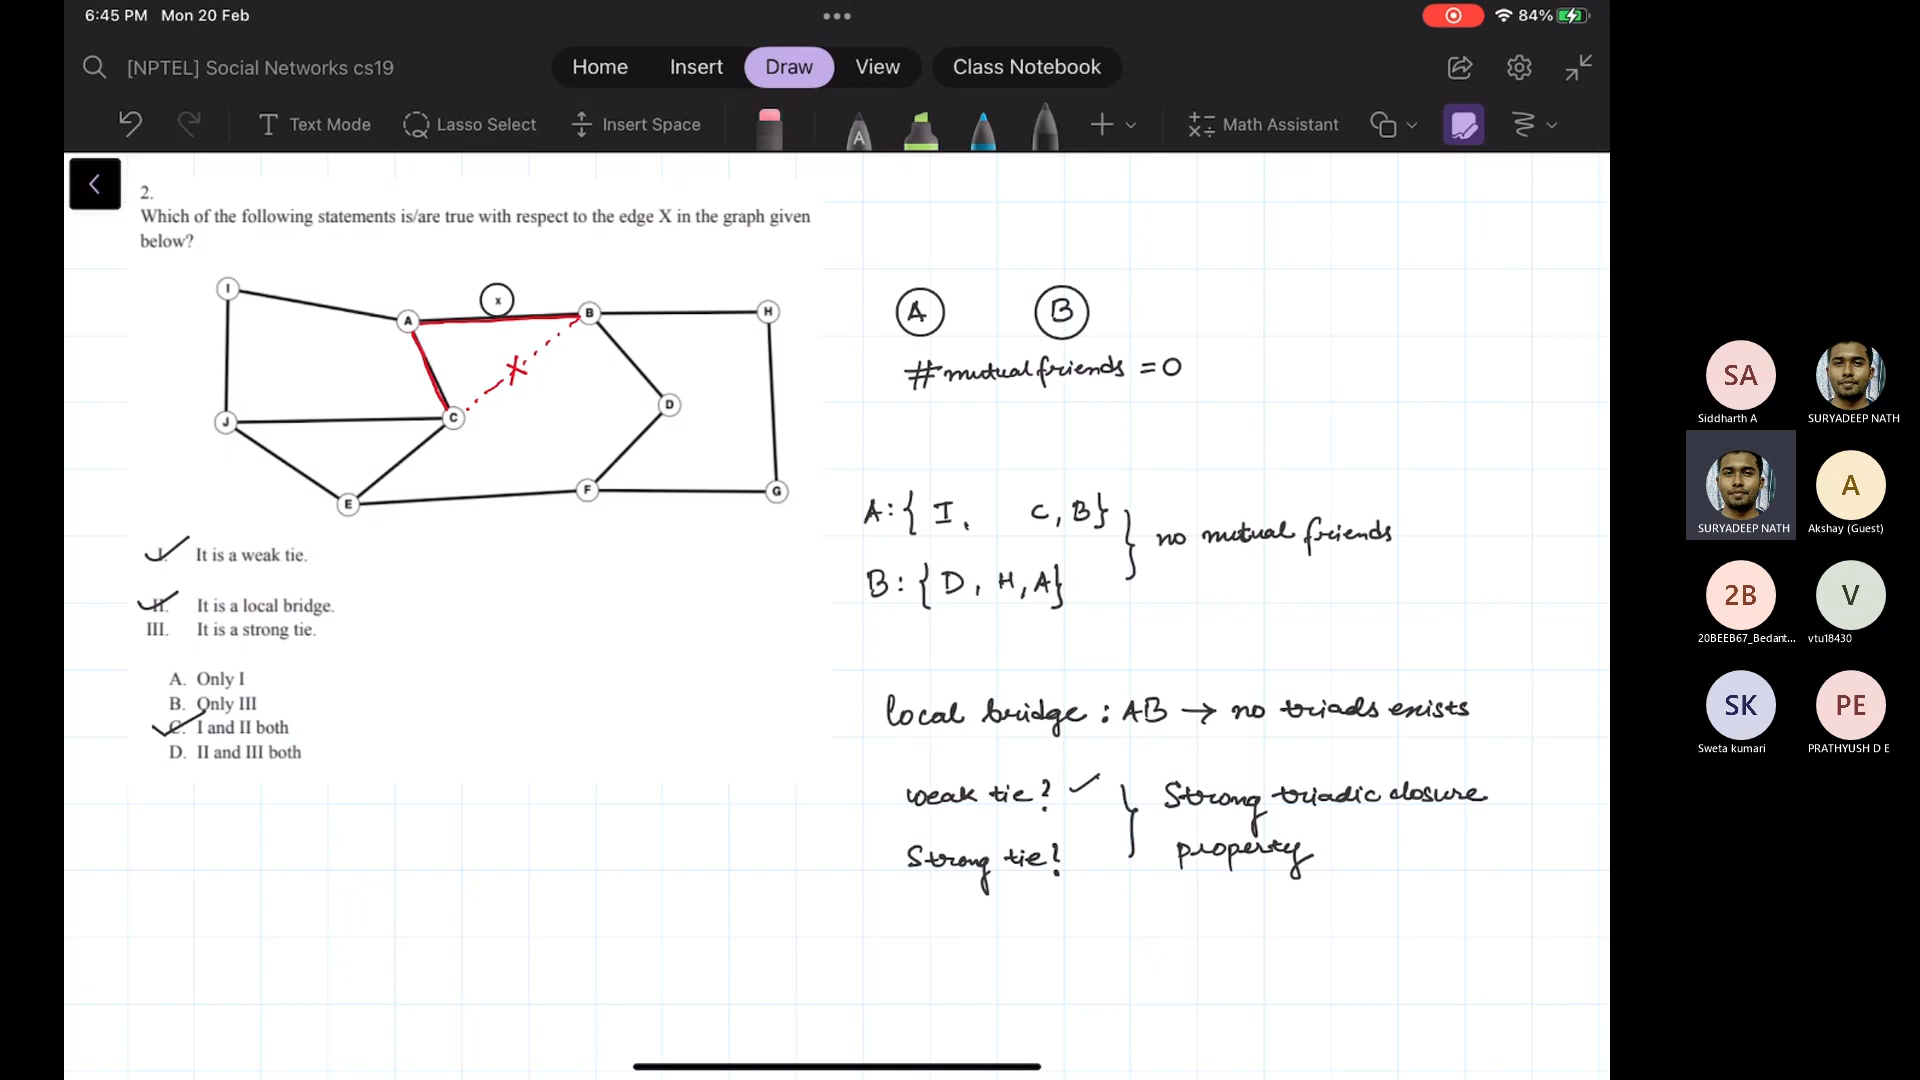 6:45 PM Mon 20 Feb
84%
[NPTEL] Social Networks cs19
Home Insert Draw View Class Notebook
Text Mode Lasso Select Insert Space A Math Assistant
2.
Which of the following statements is/are true with respect to the edge X in the graph given
below?
I
A
x
B
H
J
C
D
E
F
G
X
I. It is a weak tie.
II. It is a local bridge.
III. It is a strong tie.
A. Only I
B. Only III
C. I and II both
D. II and III both
A B
#mutual friends = 0
A: { I, C, B}
no mutual friends
B: { D, H, A}
local bridge : AB → no triads exists
weak tie? ✓ } Strong triadic closure
Strong tie? property
SA
Siddharth A
SURYADEEP NATH
SURYADEEP NATH
A
Akshay (Guest)
2B
20BEEB67_Bedant...
V
vtu18430
SK
Sweta kumari
PE
PRATHYUSH D E